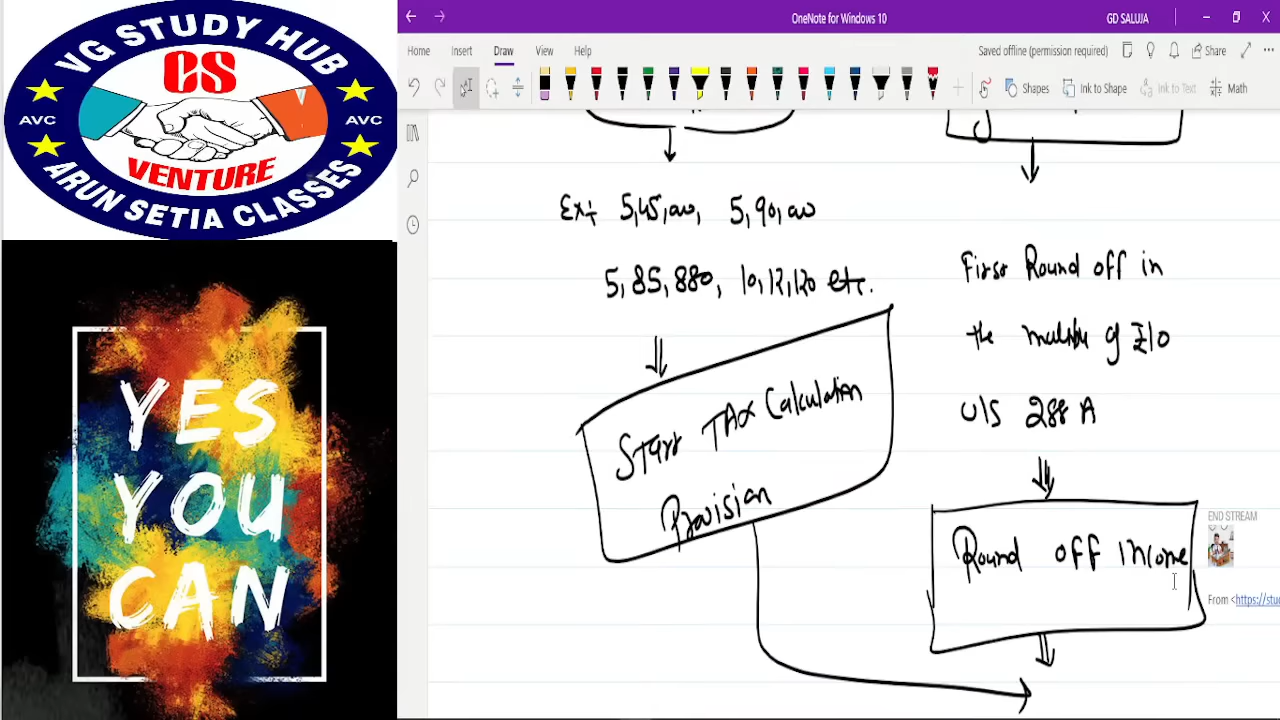 VG STUDY HUB
CS
AVC
AVC
VENTURE
ARUN SETIA CLASSES
YES
YOU
CAN
OneNote for Windows 10
GD SALUJA
Home Insert Draw View Help
Saved offline (permission required)
Share
Shapes
Ink to Shape
Ink to Text
Math
Ex:- 5,45,000, 5,90,000
5,85,880, 10,12,120 etc.
Start Tax Calculation
Provision
First Round off in
the multiple of ₹10
U/S 288 A
Round off Income
END STREAM
From <https://stu